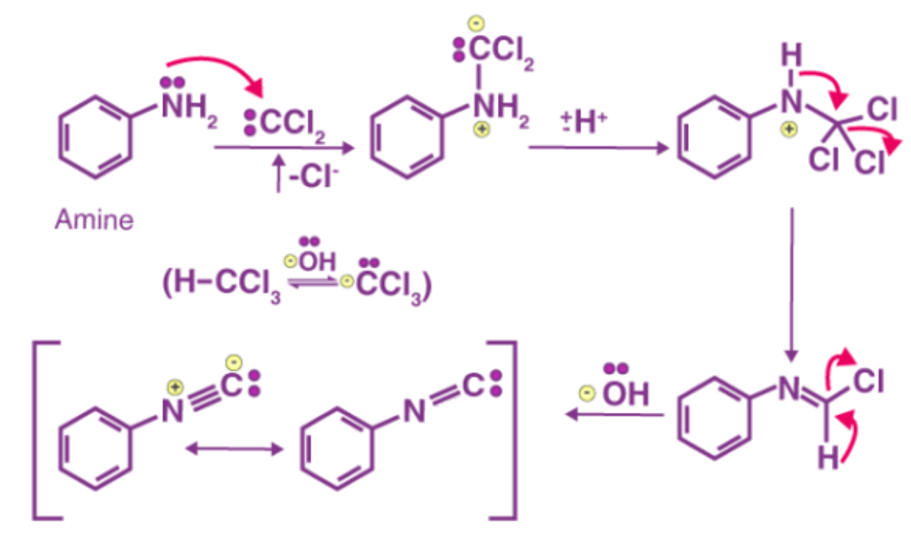 NH₂
:CCl₂
-Cl⁻
Amine
⊖
:CCl₂
NH₂
⊕
±H⁺
H
N
⊕
Cl
Cl
Cl
(H–CCl₃ ⇌ ⊖CCl₃)
⊖OH
N
Cl
H
⊖OH
⊕
N
⊖
C:
N
C: